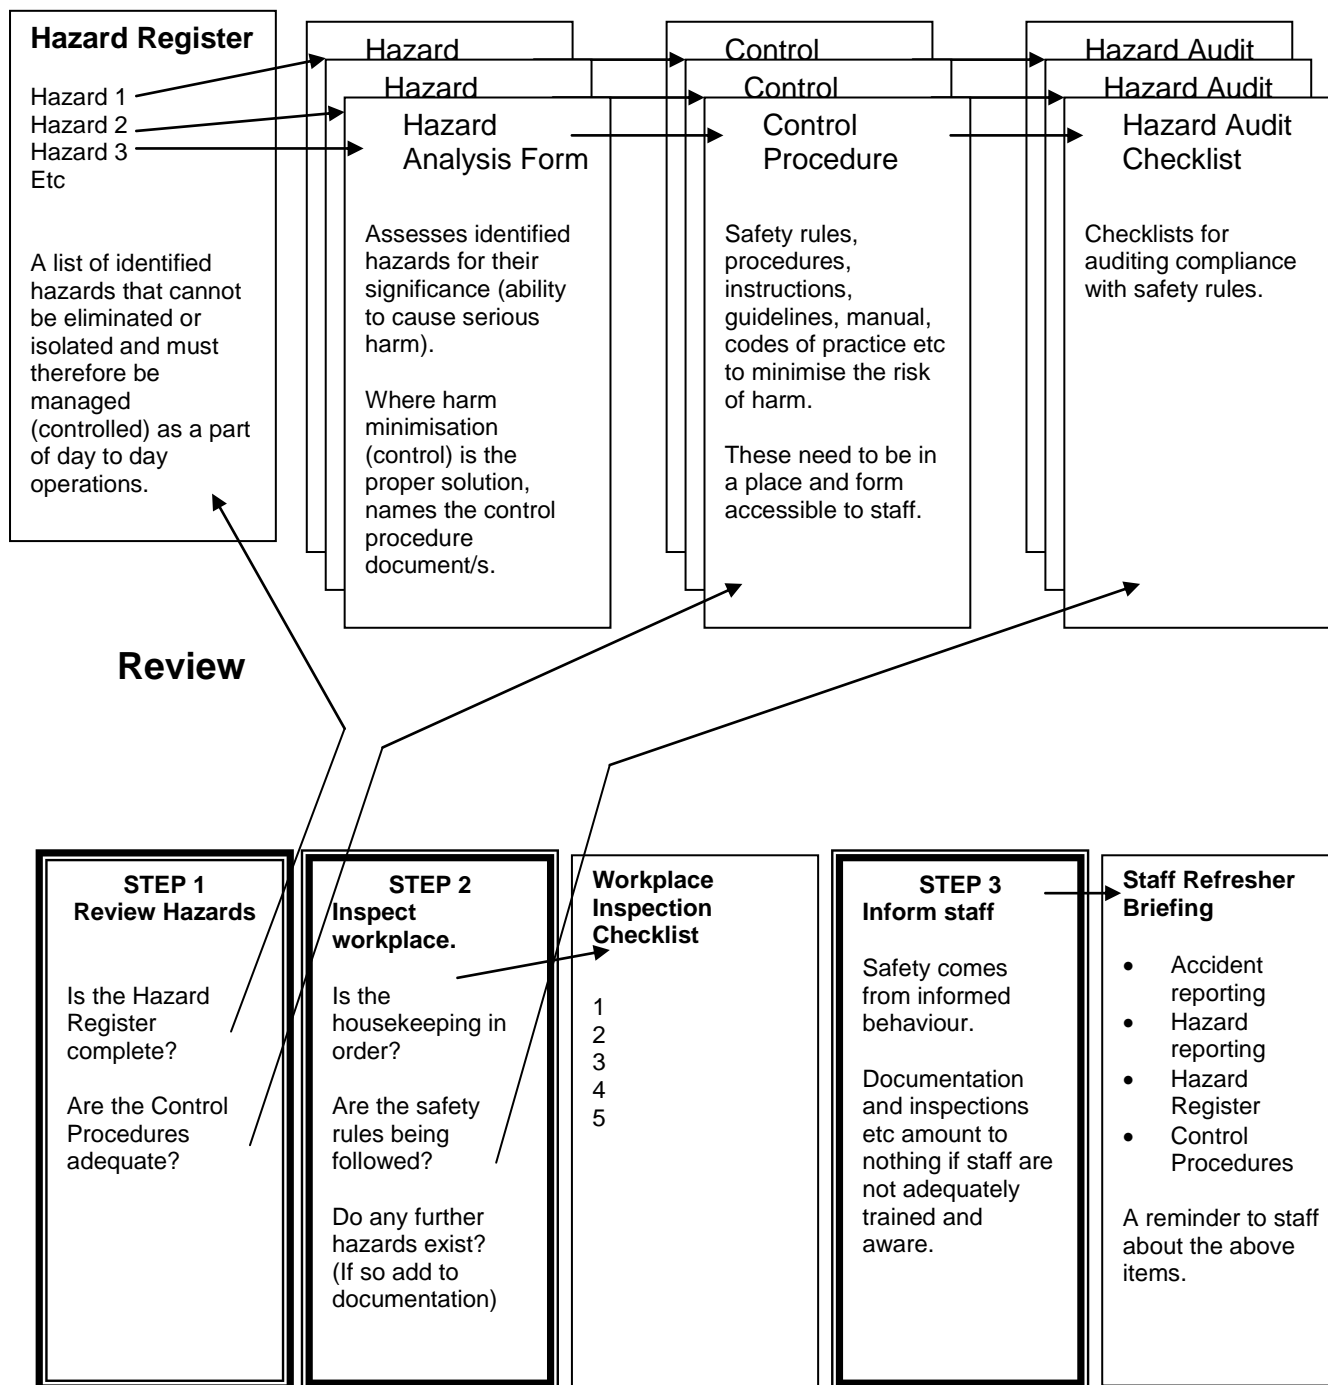 Hazard Register
Hazard 1
Hazard 2
Hazard 3
Etc
A list of identified
hazards that cannot
be eliminated or
isolated and must
therefore be
managed
(controlled) as a part
of day to day
operations.
Hazard
Hazard
Hazard
Analysis Form
Assesses identified
hazards for their
significance (ability
to cause serious
harm).
Where harm
minimisation
(control) is the
proper solution,
names the control
procedure
document/s.
Control
Control
Control
Procedure
Safety rules,
procedures,
instructions,
guidelines, manual,
codes of practice etc
to minimise the risk
of harm.
These need to be in
a place and form
accessible to staff.
Hazard Audit
Hazard Audit
Hazard Audit
Checklist
Checklists for
auditing compliance
with safety rules.
Review
STEP 1
Review Hazards
Is the Hazard
Register
complete?
Are the Control
Procedures
adequate?
STEP 2
Inspect
workplace.
Is the
housekeeping in
order?
Are the safety
rules being
followed?
Do any further
hazards exist?
(If so add to
documentation)
Workplace
Inspection
Checklist
1
2
3
4
5
STEP 3
Inform staff
Safety comes
from informed
behaviour.
Documentation
and inspections
etc amount to
nothing if staff are
not adequately
trained and
aware.
Staff Refresher
Briefing
• Accident
reporting
• Hazard
reporting
• Hazard
Register
• Control
Procedures
A reminder to staff
about the above
items.